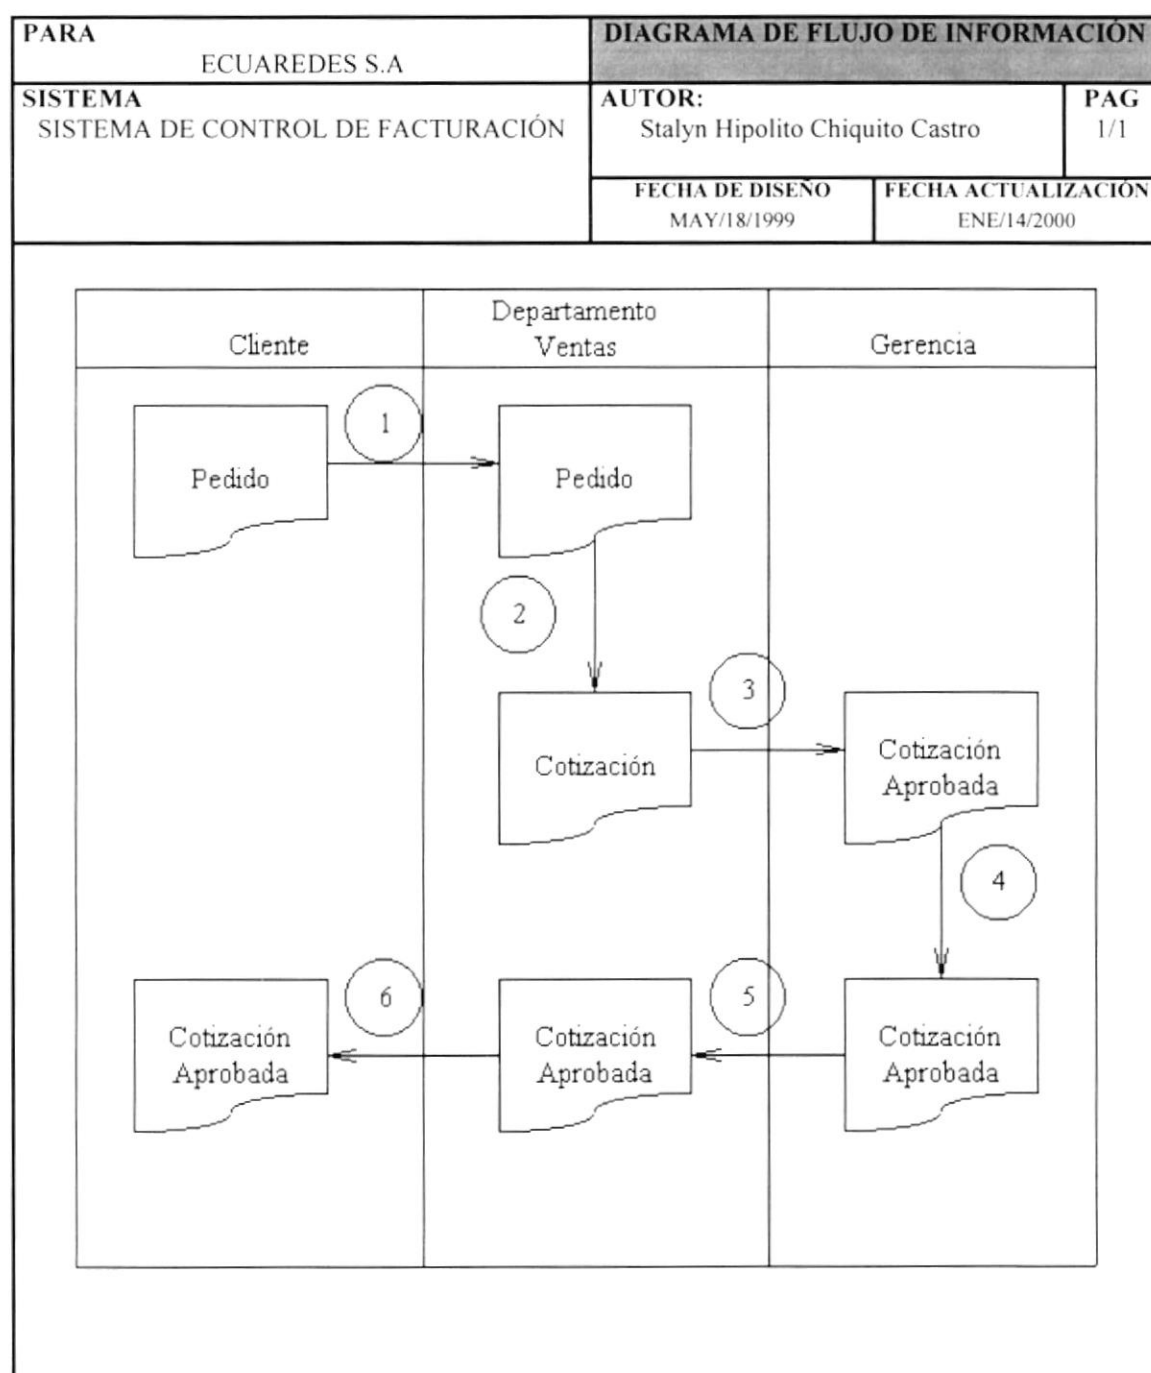 PARA
ECUAREDES S.A
DIAGRAMA DE FLUJO DE INFORMACIÓN
SISTEMA
SISTEMA DE CONTROL DE FACTURACIÓN
AUTOR:
Stalyn Hipolito Chiquito Castro
PAG
1/1
FECHA DE DISEÑO
MAY/18/1999
FECHA ACTUALIZACIÓN
ENE/14/2000
Cliente
Departamento
Ventas
Gerencia
Pedido
1
Pedido
2
Cotización
3
Cotización
Aprobada
4
Cotización
Aprobada
6
Cotización
Aprobada
5
Cotización
Aprobada